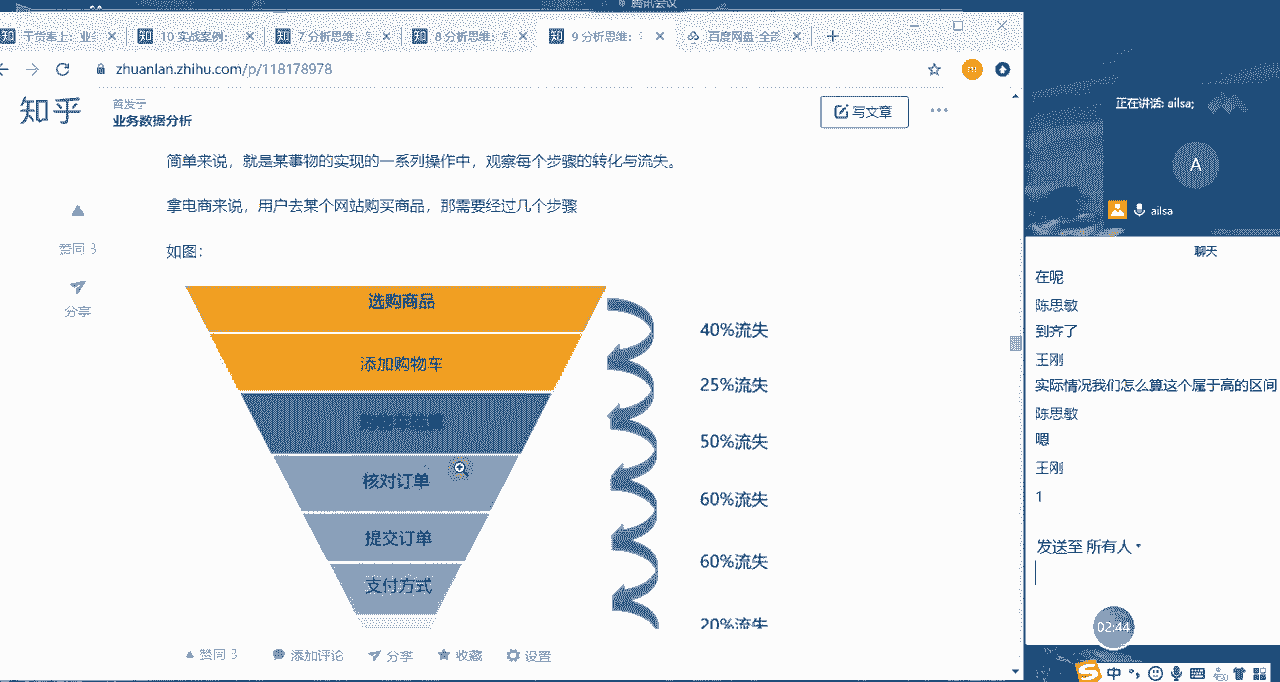 腾讯会议
干货奉上：业
10 实战案例：
7 分析思维：
8 分析思维：
9 分析思维：
百度网盘-全部
zhuanlan.zhihu.com/p/118178978
知乎
首发于
业务数据分析
写文章
简单来说，就是某事物的实现的一系列操作中，观察每个步骤的转化与流失。
拿电商来说，用户去某个网站购买商品，那需要经过几个步骤
如图：
赞同 3
分享
选购商品
40%流失
添加购物车
25%流失
50%流失
核对订单
60%流失
提交订单
60%流失
支付方式
20%流失
赞同 3
添加评论
分享
收藏
设置
正在讲话: ailsa;
A
ailsa
聊天
在呢
陈思敏
到齐了
王刚
实际情况我们怎么算这个属于高的区间
陈思敏
嗯
王刚
1
发送至 所有人
02:44
中